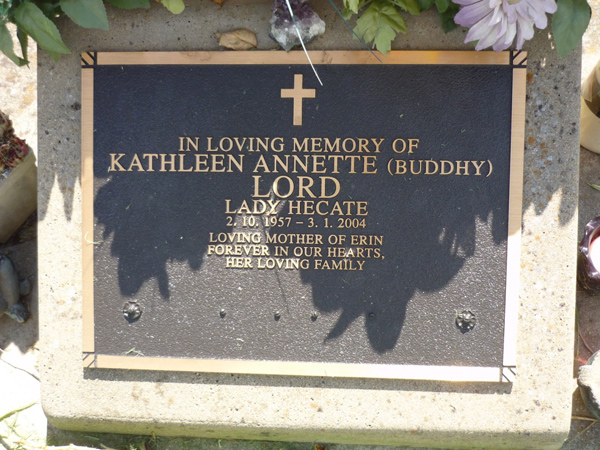 IN LOVING MEMORY OF
KATHLEEN ANNETTE (BUDDHY)
LORD
LADY HECATE
2. 10. 1957 – 3. 1. 2004
LOVING MOTHER OF ERIN
FOREVER IN OUR HEARTS,
HER LOVING FAMILY